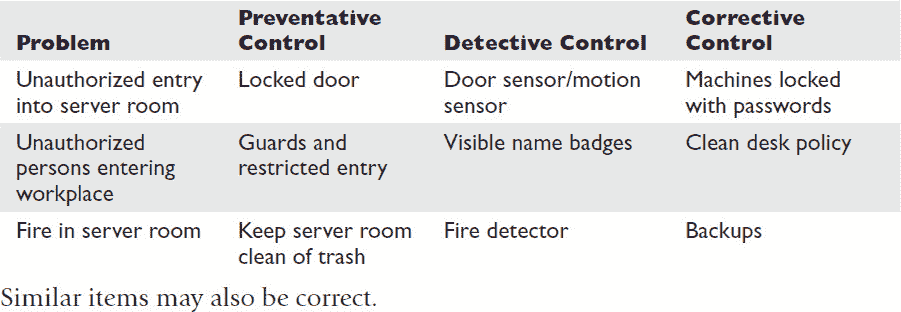 Problem Preventative Control Detective Control Corrective Control
Unauthorized entry into server room Locked door Door sensor/motion sensor Machines locked with passwords
Unauthorized persons entering workplace Guards and restricted entry Visible name badges Clean desk policy
Fire in server room Keep server room clean of trash Fire detector Backups
Similar items may also be correct.